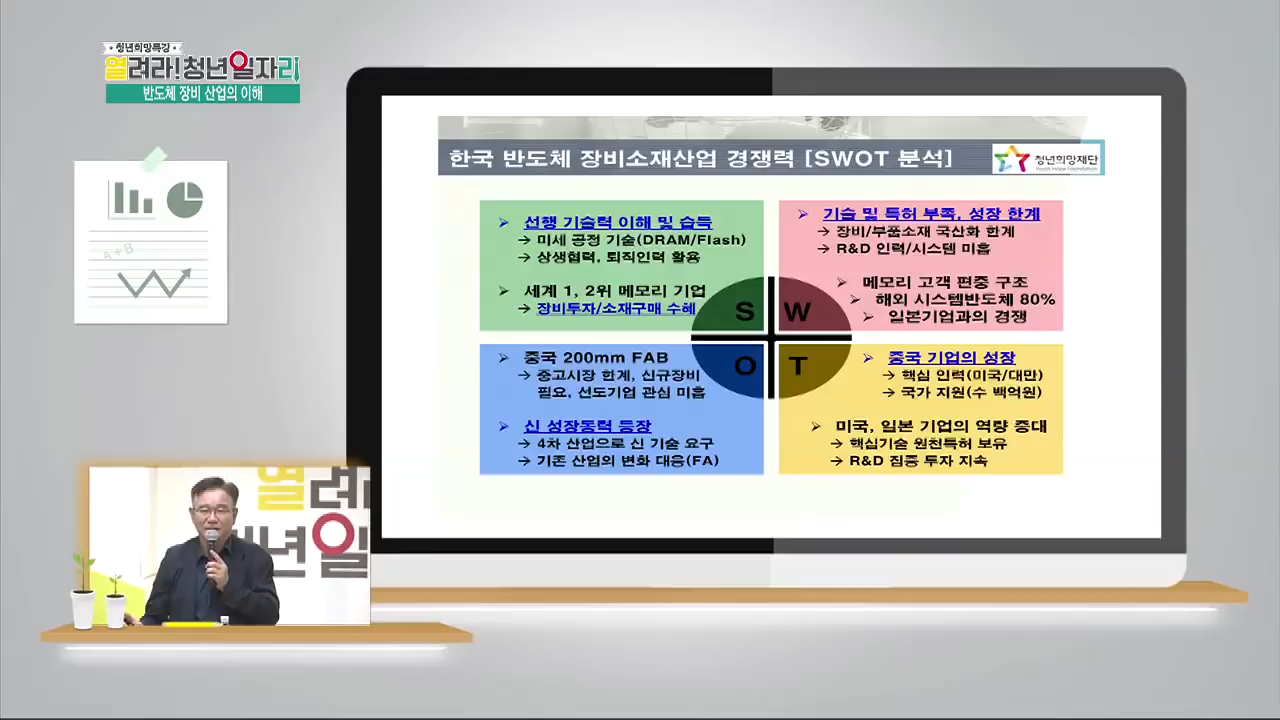 청년희망특강
열려라! 청년일자리
반도체 장비 산업의 이해
A+B
한국 반도체 장비소재산업 경쟁력 [SWOT 분석]
청년희망재단
Youth Hope Foundation
➢ 선행 기술력 이해 및 습득
→ 미세 공정 기술(DRAM/Flash)
→ 상생협력, 퇴직인력 활용
➢ 세계 1, 2위 메모리 기업
→ 장비투자/소재구매 수혜
S
➢ 기술 및 특허 부족, 성장 한계
→ 장비/부품소재 국산화 한계
→ R&D 인력/시스템 미흡
➢ 메모리 고객 편중 구조
➢ 해외 시스템반도체 80%
➢ 일본기업과의 경쟁
W
➢ 중국 200mm FAB
→ 중고시장 한계, 신규장비
필요, 선도기업 관심 미흡
➢ 신 성장동력 등장
→ 4차 산업으로 신 기술 요구
→ 기존 산업의 변화 대응(FA)
O
➢ 중국 기업의 성장
→ 핵심 인력(미국/대만)
→ 국가 지원(수 백억원)
➢ 미국, 일본 기업의 역량 증대
→ 핵심기술 원천특허 보유
→ R&D 집중 투자 지속
T
열려
년일